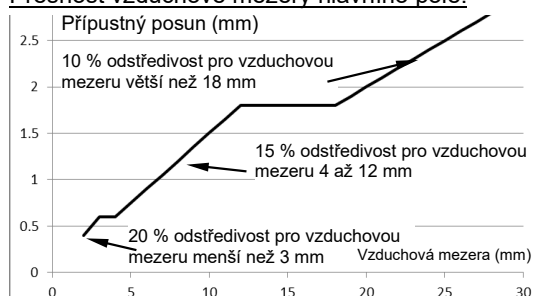 Přesnost vzduchové mezery hlavního pole:
Přípustný posun (mm)
2.5
10 % odstředivost pro vzduchovou
mezeru větší než 18 mm
2
1.5
15 % odstředivost pro vzduchovou
mezeru 4 až 12 mm
1
0.5
20 % odstředivost pro vzduchovou
mezeru menší než 3 mm
Vzduchová mezera (mm)
0
0 5 10 15 20 25 30